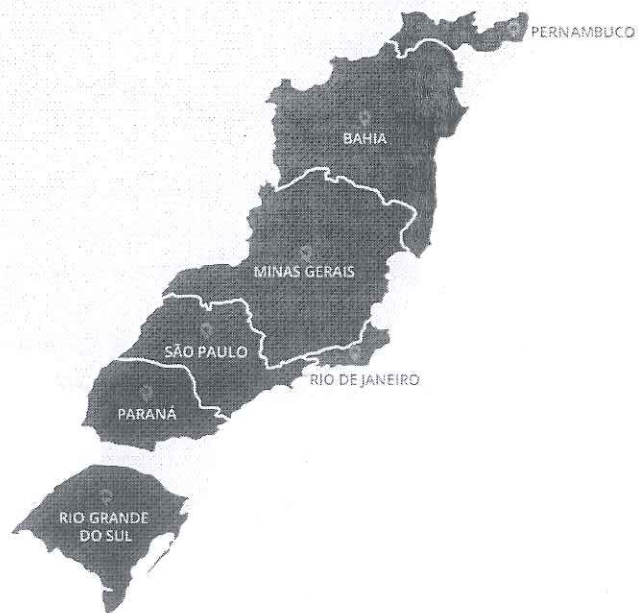 PERNAMBUCO
BAHIA
MINAS GERAIS
SÃO PAULO
RIO DE JANEIRO
PARANÁ
RIO GRANDE
DO SUL